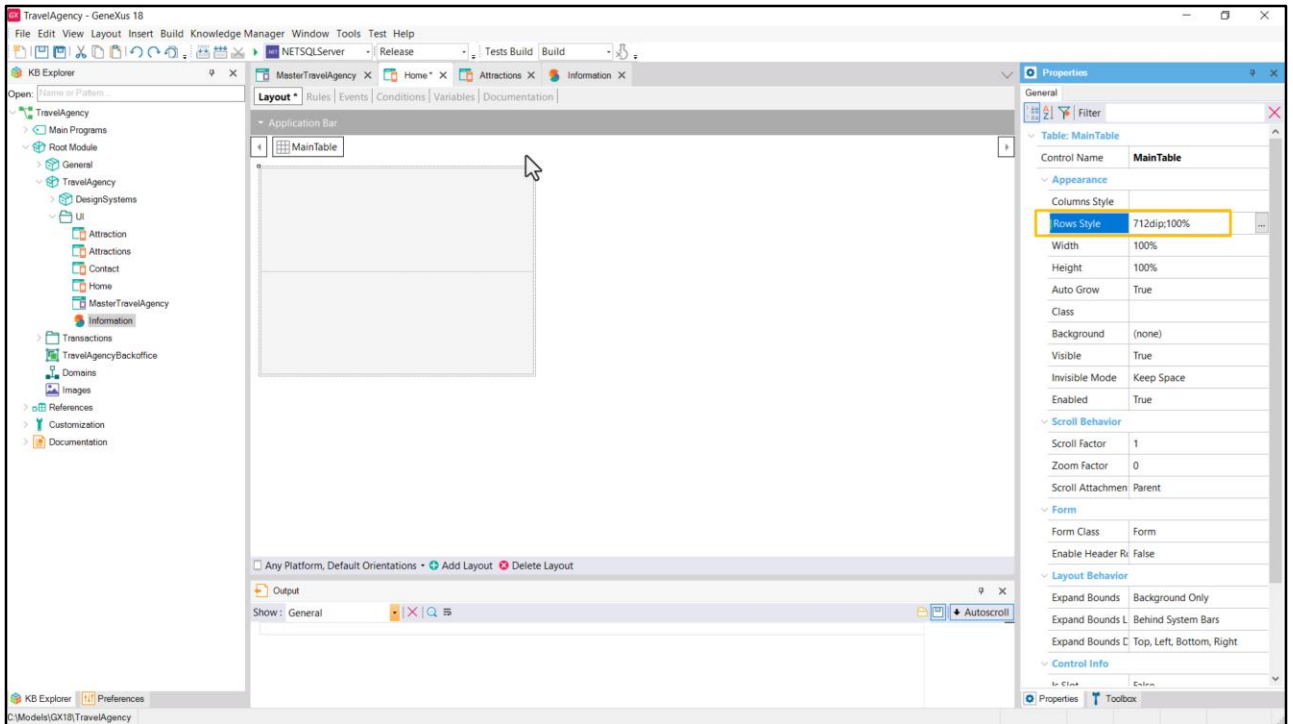 TravelAgency - GeneXus 18
File Edit View Layout Insert Build Knowledge Manager Window Tools Test Help
NETSQLServer Release Tests Build Build
KB Explorer
Open: Name or Pattern...
TravelAgency
Main Programs
Root Module
General
TravelAgency
DesignSystems
UI
Attraction
Attractions
Contact
Home
MasterTravelAgency
Information
Transactions
TravelAgencyBackoffice
Domains
Images
References
Customization
Documentation
KB Explorer Preferences
MasterTravelAgency X Home* X Attractions X Information X
Layout * Rules Events Conditions Variables Documentation
Application Bar
MainTable
Any Platform, Default Orientations Add Layout Delete Layout
Output
Show: General Autoscroll
Properties
General
Filter
Table: MainTable
Control Name MainTable
Appearance
Columns Style
Rows Style 712dip;100% ...
Width 100%
Height 100%
Auto Grow True
Class
Background (none)
Visible True
Invisible Mode Keep Space
Enabled True
Scroll Behavior
Scroll Factor 1
Zoom Factor 0
Scroll Attachmen Parent
Form
Form Class Form
Enable Header Ro False
Layout Behavior
Expand Bounds Background Only
Expand Bounds L Behind System Bars
Expand Bounds D Top, Left, Bottom, Right
Control Info
Is Slot False
Properties Toolbox
C:\Models\GX18\TravelAgency